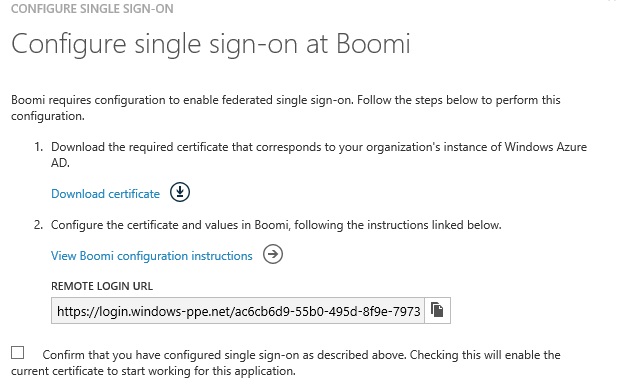 CONFIGURE SINGLE SIGN-ON
Configure single sign-on at Boomi
Boomi requires configuration to enable federated single sign-on. Follow the steps below to perform this
configuration.
1. Download the required certificate that corresponds to your organization's instance of Windows Azure
AD.
Download certificate
2. Configure the certificate and values in Boomi, following the instructions linked below.
View Boomi configuration instructions
REMOTE LOGIN URL
https://login.windows-ppe.net/ac6cb6d9-55b0-495d-8f9e-7973
Confirm that you have configured single sign-on as described above. Checking this will enable the
current certificate to start working for this application.